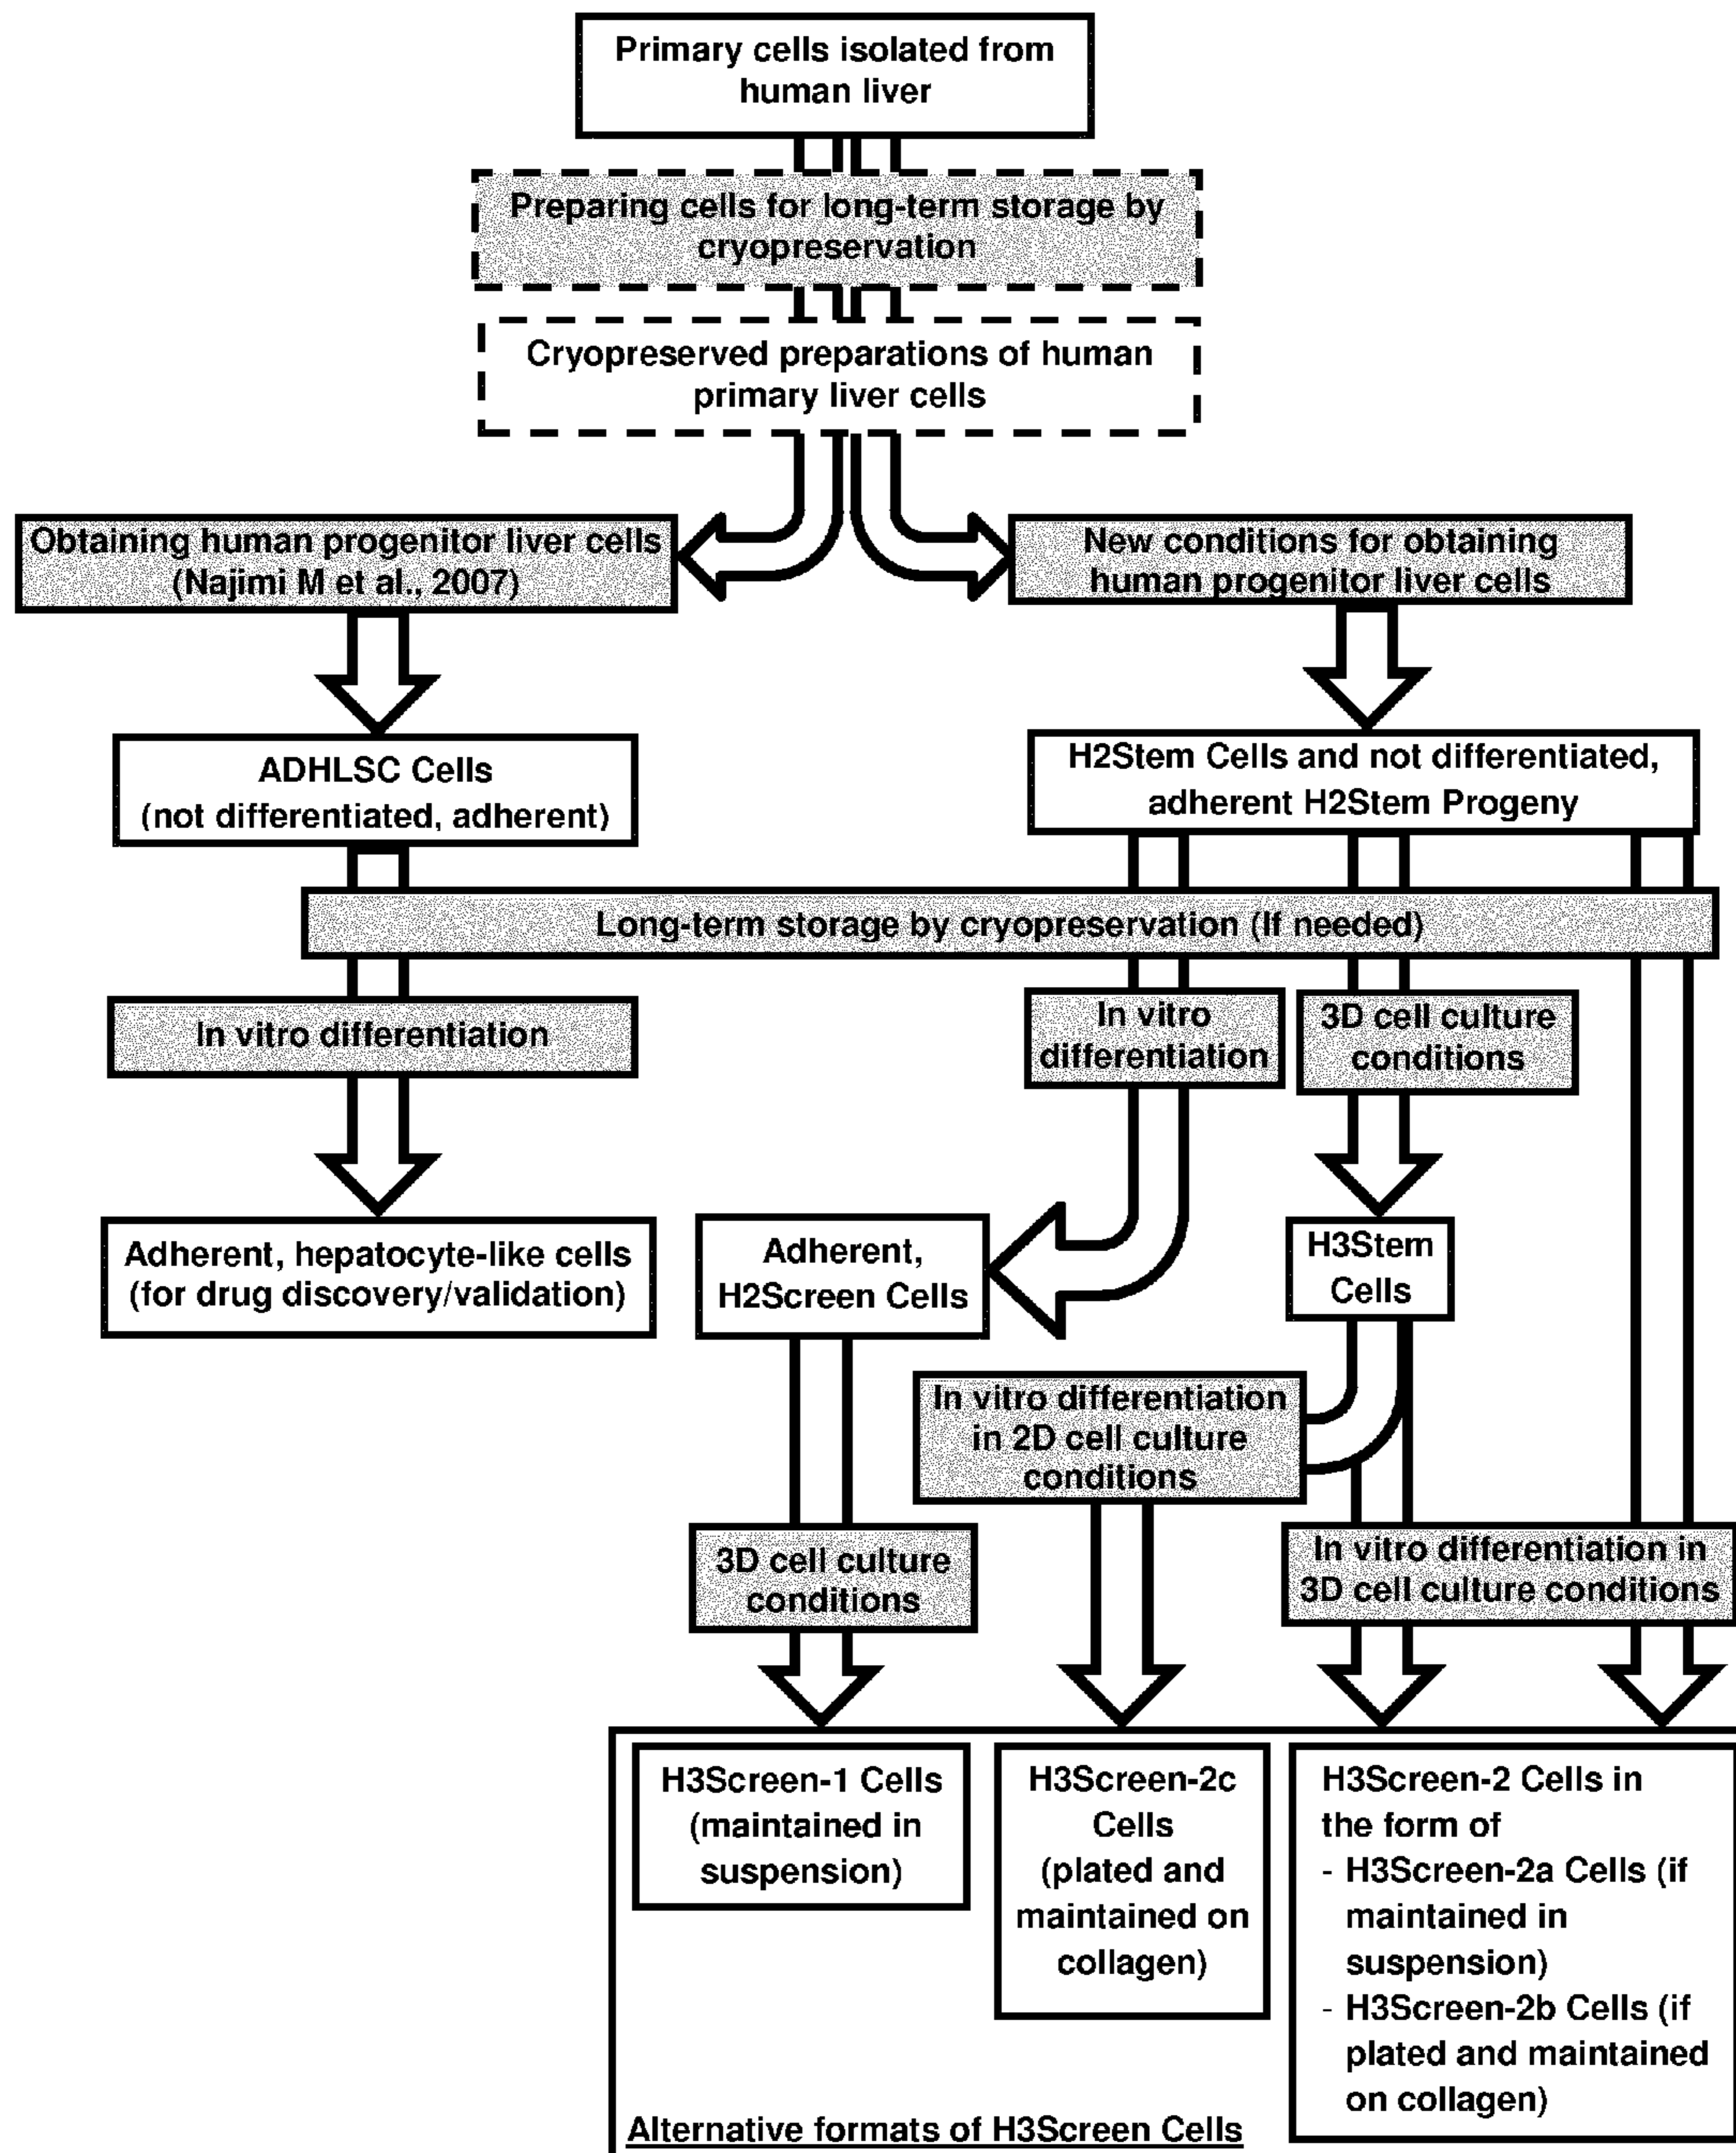 Primary cells isolated from
human liver
Preparing cells for long-term storage by
cryopreservation
Cryopreserved preparations of human
primary liver cells
Obtaining human progenitor liver cells
(Najimi M et al., 2007)
New conditions for obtaining
human progenitor liver cells
ADHLSC Cells
(not differentiated, adherent)
H2Stem Cells and not differentiated,
adherent H2Stem Progeny
Long-term storage by cryopreservation (If needed)
In vitro differentiation
In vitro
differentiation
3D cell culture
conditions
Adherent, hepatocyte-like cells
(for drug discovery/validation)
Adherent,
H2Screen Cells
H3Stem
Cells
In vitro differentiation
in 2D cell culture
conditions
3D cell culture
conditions
In vitro differentiation in
3D cell culture conditions
H3Screen-1 Cells
(maintained in
suspension)
H3Screen-2c
Cells
(plated and
maintained on
collagen)
H3Screen-2 Cells in
the form of
- H3Screen-2a Cells (if
maintained in
suspension)
- H3Screen-2b Cells (if
plated and maintained
on collagen)
Alternative formats of H3Screen Cells